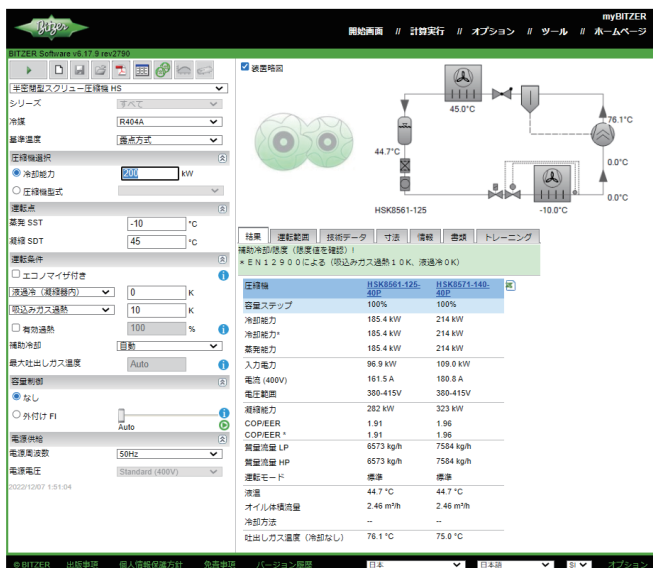 Bitzer
myBITZER
開始画面 // 計算実行 // オプション // ツール // ホームページ
BITZER Software v6.17.9 rev2790
半密閉型スクリュー圧縮機 HS
シリーズ すべて
冷媒 R404A
基準温度 露点方式
圧縮機選択
冷却能力 200 kW
圧縮機型式
運転点
蒸発 SST -10 °C
凝縮 SDT 45 °C
運転条件
エコノマイザ付き
液過冷（凝縮器内） 0 K
吸込みガス過熱 10 K
有効過熱 100 %
補助冷却 自動
最大吐出しガス温度 Auto
容量制御
なし
外付け FI
Auto
電源供給
電源周波数 50Hz
電源電圧 Standard (400V)
2022/12/07 1:51:04
装置略図
45.0°C
76.1°C
44.7°C
0.0°C
0.0°C
HSK8561-125
-10.0°C
結果 運転範囲 技術データ 寸法 情報 書類 トレーニング
補助冷却/限度（限度値を確認）!
* ＥＮ１２９００による（吸込みガス過熱１０Ｋ、液過冷０Ｋ）
圧縮機 HSK8561-125-40P HSK8571-140-40P
容量ステップ 100% 100%
冷却能力 185.4 kW 214 kW
冷却能力* 185.4 kW 214 kW
蒸発能力 185.4 kW 214 kW
入力電力 96.9 kW 109.0 kW
電流 (400V) 161.5 A 180.8 A
電圧範囲 380-415V 380-415V
凝縮能力 282 kW 323 kW
COP/EER 1.91 1.96
COP/EER * 1.91 1.96
質量流量 LP 6573 kg/h 7584 kg/h
質量流量 HP 6573 kg/h 7584 kg/h
運転モード 標準 標準
液温 44.7 °C 44.7 °C
オイル体積流量 2.46 m³/h 2.46 m³/h
冷却方法 -- --
吐出しガス温度（冷却なし） 76.1 °C 75.0 °C
© BITZER 出版事項 個人情報保護方針 免責事項 バージョン履歴 日本 日本語 SI オプション